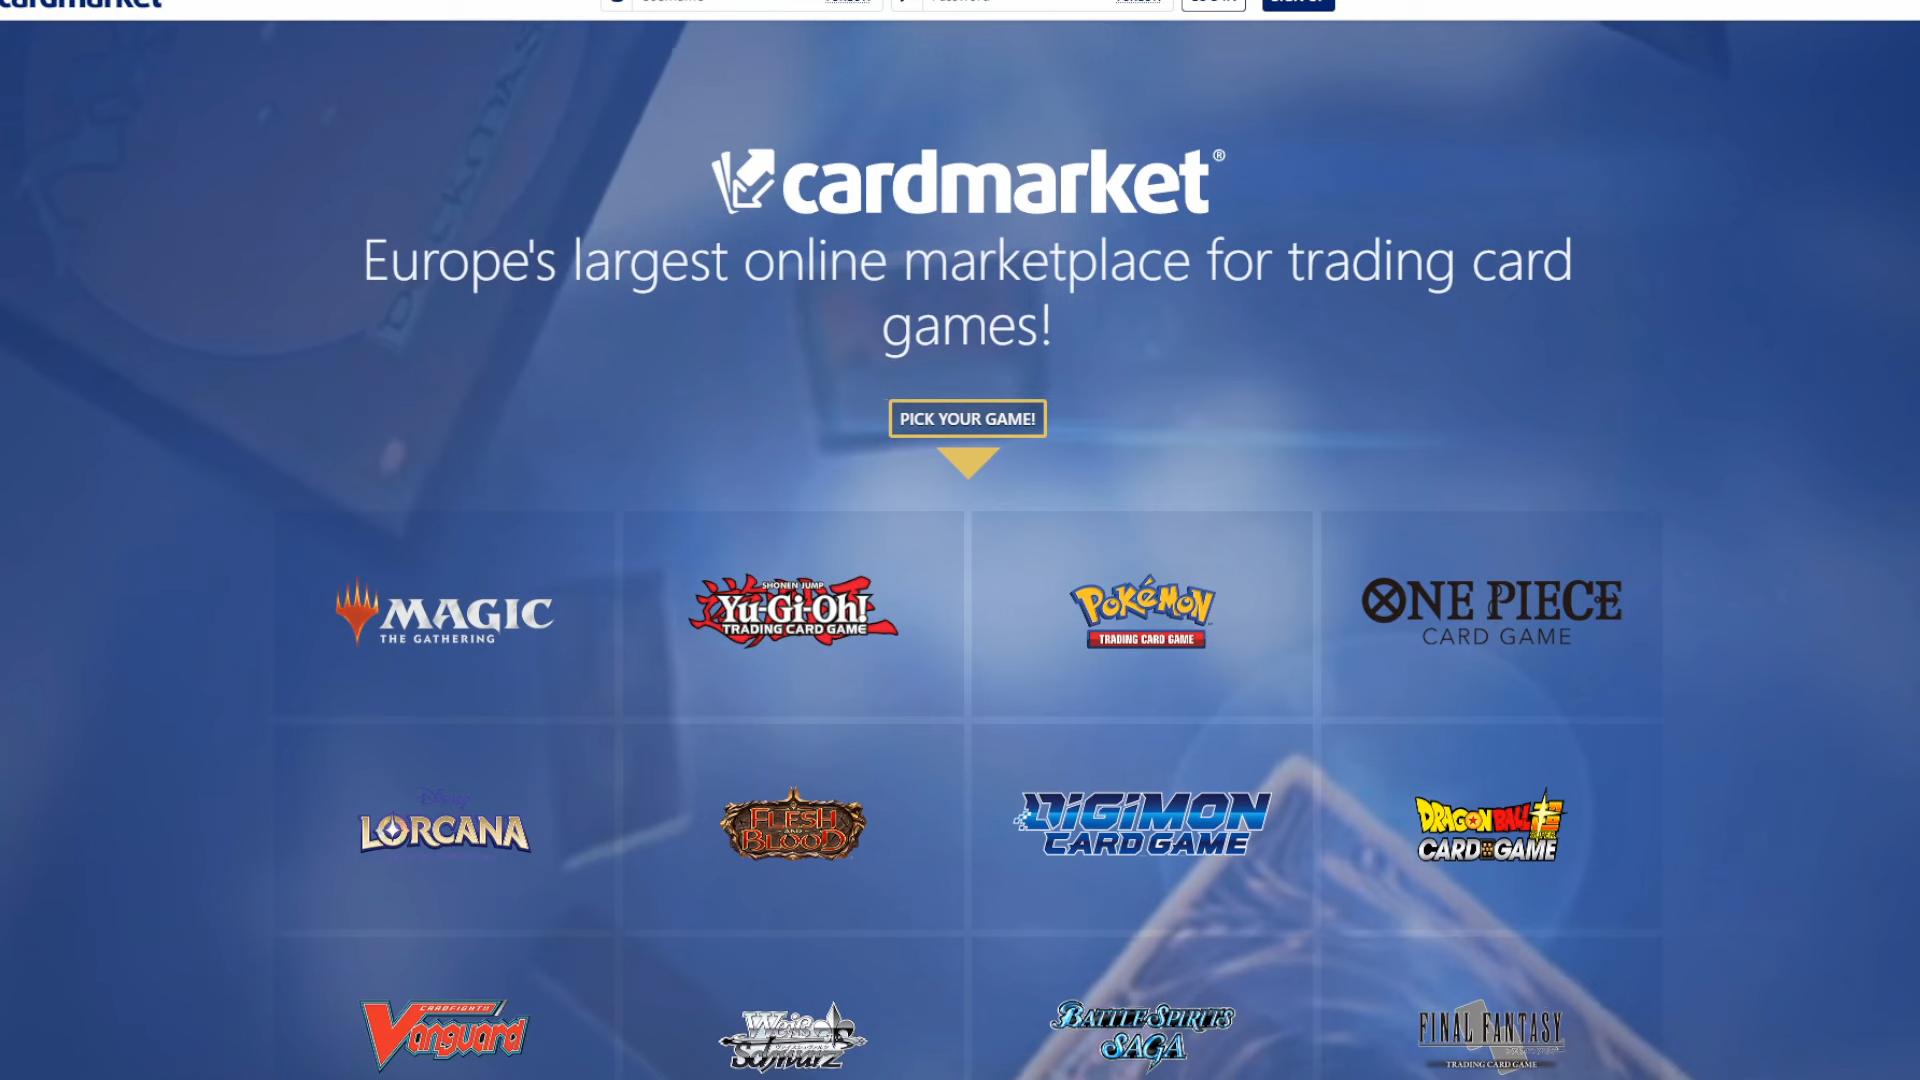 cardmarket
cardmarket®
Europe's largest online marketplace for trading card
games!
PICK YOUR GAME!
MAGIC
THE GATHERING
SHONEN JUMP
Yu-Gi-Oh!
TRADING CARD GAME
POKéMON
TRADING CARD GAME
ONE PIECE
CARD GAME
Disney
LORCANA
FLESH
AND
BLOOD
DIGIMON
CARD GAME
DRAGON BALL
SUPER
CARD GAME
CARDFIGHT!!
Vanguard
Weiß
Schwarz
BATTLE SPIRITS
SAGA
FINAL FANTASY
TRADING CARD GAME